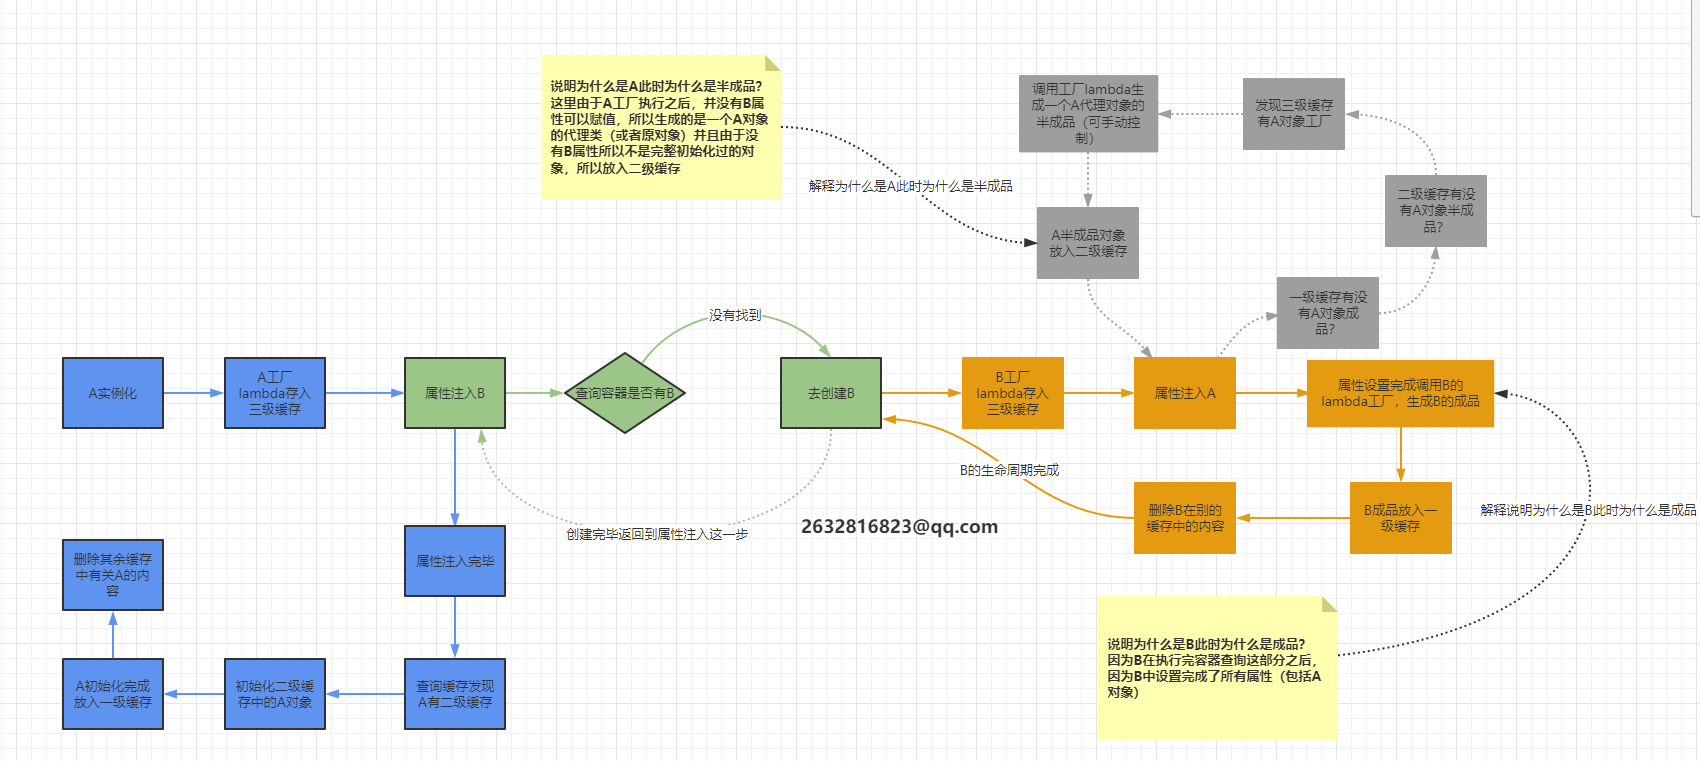 说明为什么是A此时为什么是半成品?
这里由于A工厂执行之后，并没有B属
性可以赋值，所以生成的是一个A对象
的代理类（或者原对象）并且由于没
有B属性所以不是完整初始化过的对
象，所以放入二级缓存
调用工厂lambda生
成一个A代理对象的
半成品（可手动控
制）
发现三级缓存
有A对象工厂
解释为什么是A此时为什么是半成品
二级缓存有没
有A对象半成
品?
A半成品对象
放入二级缓存
一级缓存有没
有A对象成
品?
没有找到
A实例化
A工厂
lambda存入
三级缓存
属性注入B
查询容器是否有B
去创建B
B工厂
lambda存入
三级缓存
属性注入A
属性设置完成调用B的
lambda工厂，生成B的成品
B的生命周期完成
删除B在别的
缓存中的内容
B成品放入一
级缓存
解释说明为什么是B此时为什么是成品
2632816823@qq.com
创建完毕返回到属性注入这一步
属性注入完毕
删除其余缓存
中有关A的内
容
说明为什么是B此时为什么是成品?
因为B在执行完容器查询这部分之后，
因为B中设置完成了所有属性（包括A
对象）
A初始化完成
放入一级缓存
初始化二级缓
存中的A对象
查询缓存发现
A有二级缓存